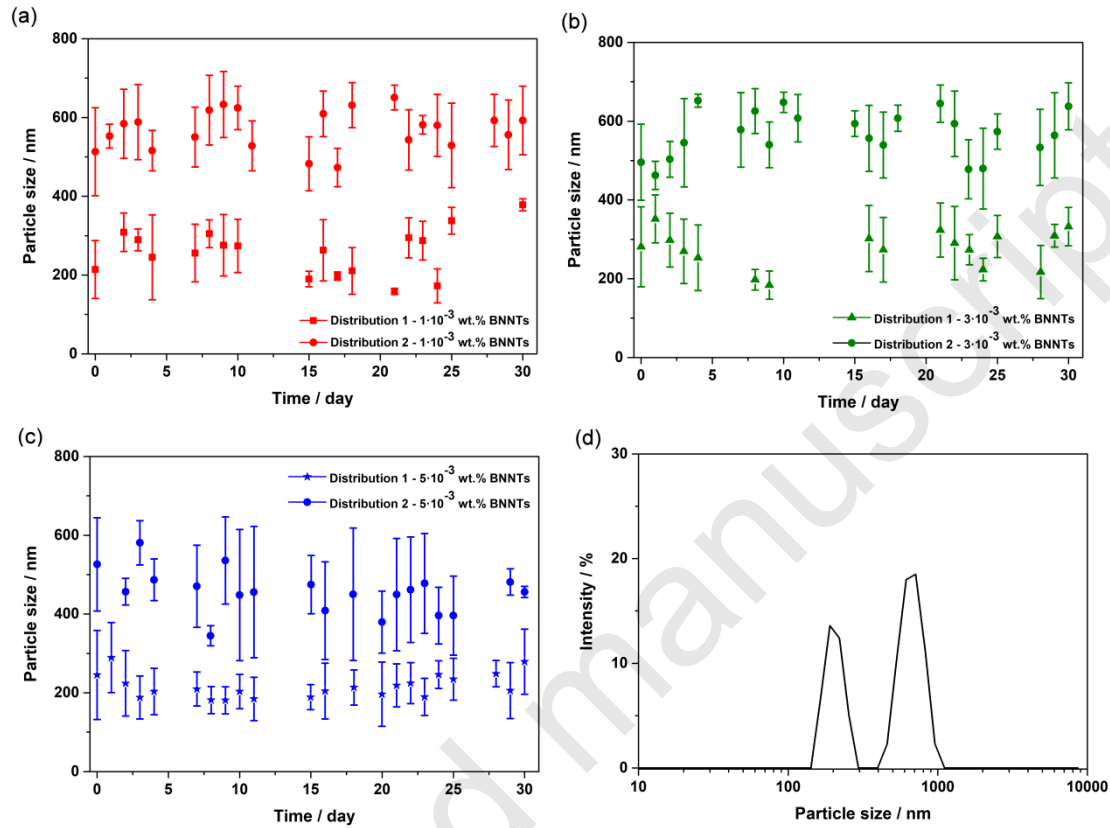 (a)
800
600
400
200
0
Particle size / nm
Distribution 1 - 1·10⁻³ wt.% BNNTs
Distribution 2 - 1·10⁻³ wt.% BNNTs
0 5 10 15 20 25 30
Time / day
(b)
800
600
400
200
0
Particle size / nm
Distribution 1 - 3·10⁻³ wt.% BNNTs
Distribution 2 - 3·10⁻³ wt.% BNNTs
0 5 10 15 20 25 30
Time / day
(c)
800
600
400
200
0
Particle size / nm
Distribution 1 - 5·10⁻³ wt.% BNNTs
Distribution 2 - 5·10⁻³ wt.% BNNTs
0 5 10 15 20 25 30
Time / day
(d)
30
20
10
0
Intensity / %
10 100 1000 10000
Particle size / nm
d manuscript